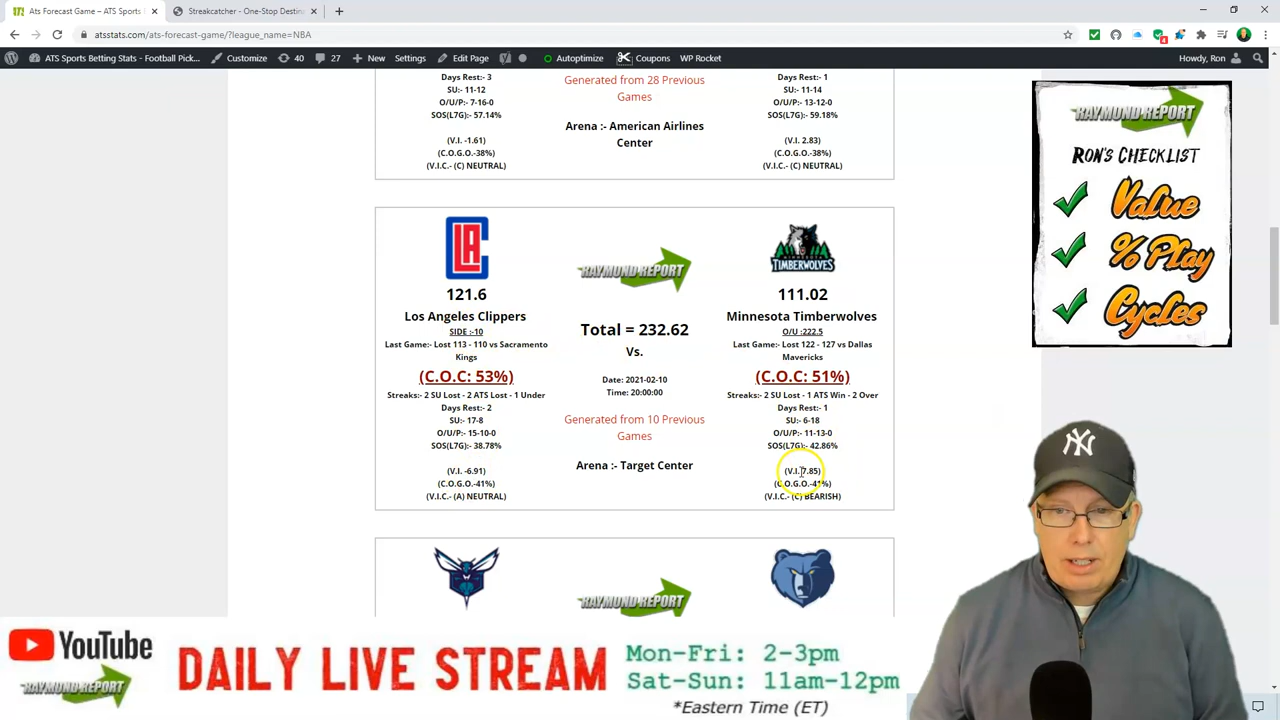 Ats Forecast Game – ATS Sports
Streakcatcher - One-Stop Destina
atsstats.com/ats-forecast-game/?league_name=NBA
ATS Sports Betting Stats - Football Pick...
Customize
40
27
New
Settings
Edit Page
Autoptimize
Coupons
WP Rocket
Howdy, Ron
Days Rest:- 3
SU:- 11-12
O/U/P:- 7-16-0
SOS(L7G) 57.14%
(V.I. -1.61)
(C.O.G.O.-38%)
(V.I.C.- (C) NEUTRAL)
Generated from 28 Previous
Games
Arena :- American Airlines
Center
Days Rest:- 1
SU:- 11-14
O/U/P:- 13-12-0
SOS(L7G):- 59.18%
(V.I. 2.83)
(C.O.G.O.-38%)
(V.I.C.- (C) NEUTRAL)
LA
121.6
Los Angeles Clippers
SIDE :-10
Last Game:- Lost 113 - 110 vs Sacramento
Kings
(C.O.C: 53%)
Streaks:- 2 SU Lost - 2 ATS Lost - 1 Under
Days Rest:- 2
SU:- 17-8
O/U/P:- 15-10-0
SOS(L7G):- 38.78%
(V.I. -6.91)
(C.O.G.O.-41%)
(V.I.C.- (A) NEUTRAL)
RAYMOND REPORT
Total = 232.62
Vs.
Date: 2021-02-10
Time: 20:00:00
Generated from 10 Previous
Games
Arena :- Target Center
TIMBERWOLVES
111.02
Minnesota Timberwolves
O/U :222.5
Last Game:- Lost 122 - 127 vs Dallas
Mavericks
(C.O.C: 51%)
Streaks:- 2 SU Lost - 1 ATS Win - 2 Over
Days Rest:- 1
SU:- 6-18
O/U/P:- 11-13-0
SOS(L7G):- 42.86%
(V.I. 7.85)
(C.O.G.O.-41%)
(V.I.C.- (C) BEARISH)
RAYMOND REPORT
RAYMOND REPORT
RON'S CHECKLIST
Value
% Play
Cycles
NY
YouTube
RAYMOND REPORT
DAILY LIVE STREAM
Mon-Fri: 2-3pm
Sat-Sun: 11am-12pm
*Eastern Time (ET)